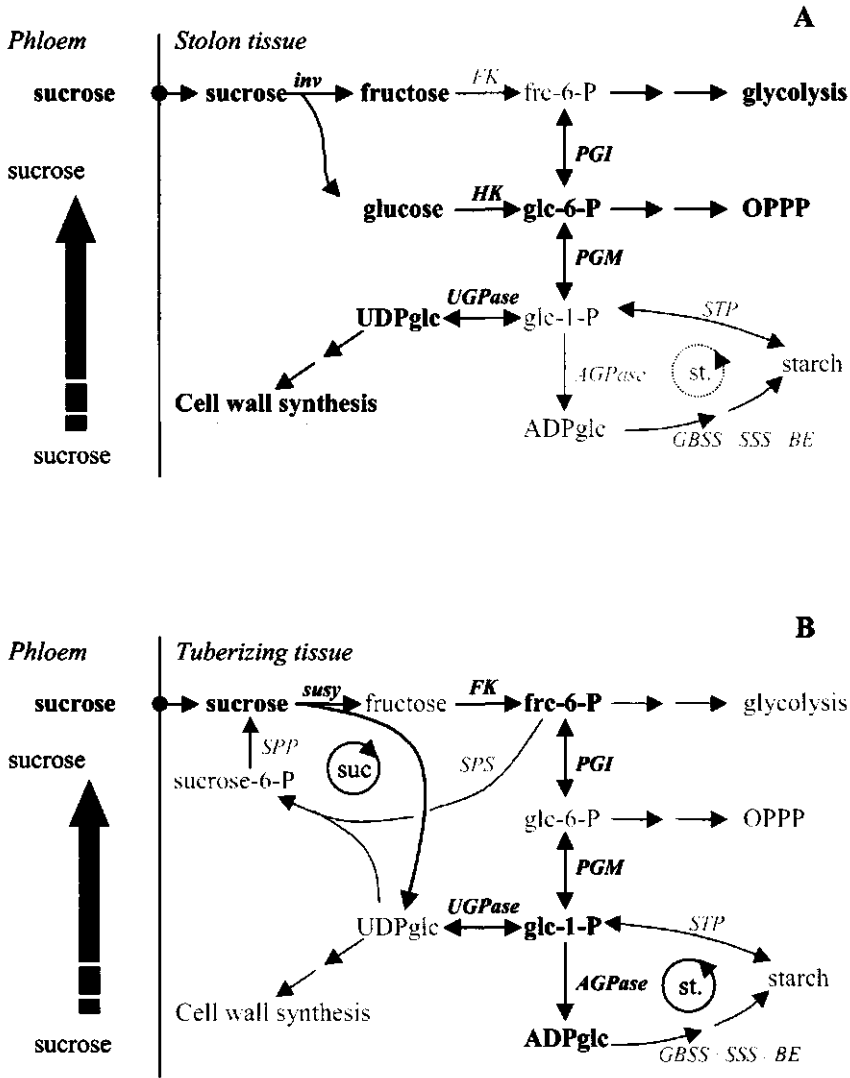 A
Phloem Stolon tissue
sucrose sucrose inv fructose FK frc-6-P glycolysis
sucrose PGI
glucose HK glc-6-P OPPP
PGM
UDPglc UGPase glc-1-P STP
AGPase st. starch
Cell wall synthesis
ADPglc
sucrose GBSS SSS BE
B
Phloem Tuberizing tissue
sucrose sucrose susy fructose FK frc-6-P glycolysis
sucrose SPP suc SPS PGI
sucrose-6-P
glc-6-P OPPP
PGM
UDPglc UGPase glc-1-P STP
AGPase st. starch
Cell wall synthesis
sucrose ADPglc GBSS · SSS · BE